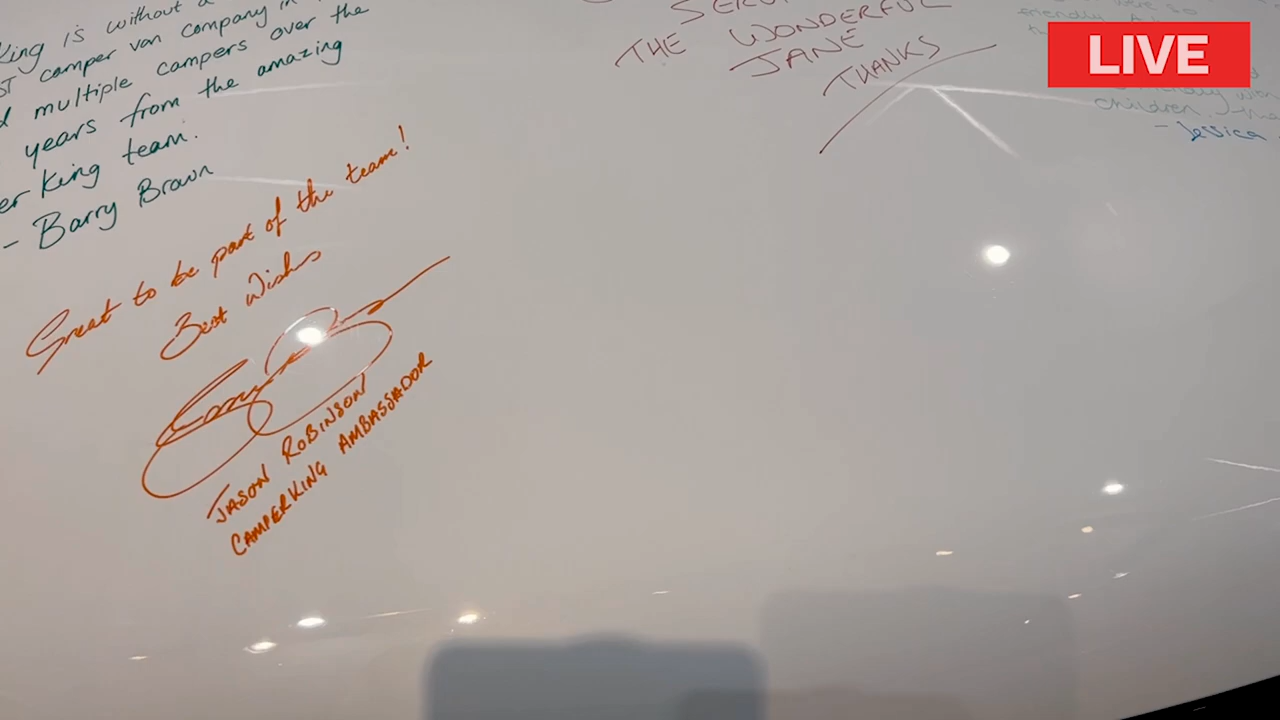 King is without a
ST camper van company in
multiple campers over the
years from the amazing
er King team.
- Barry Brown
Great to be part of the team!
Best Wishes
JASON ROBINSON
CAMPERKING AMBASSADOR
THE WONDERFUL
JANE
THANKS
LIVE
children.
- Jessica